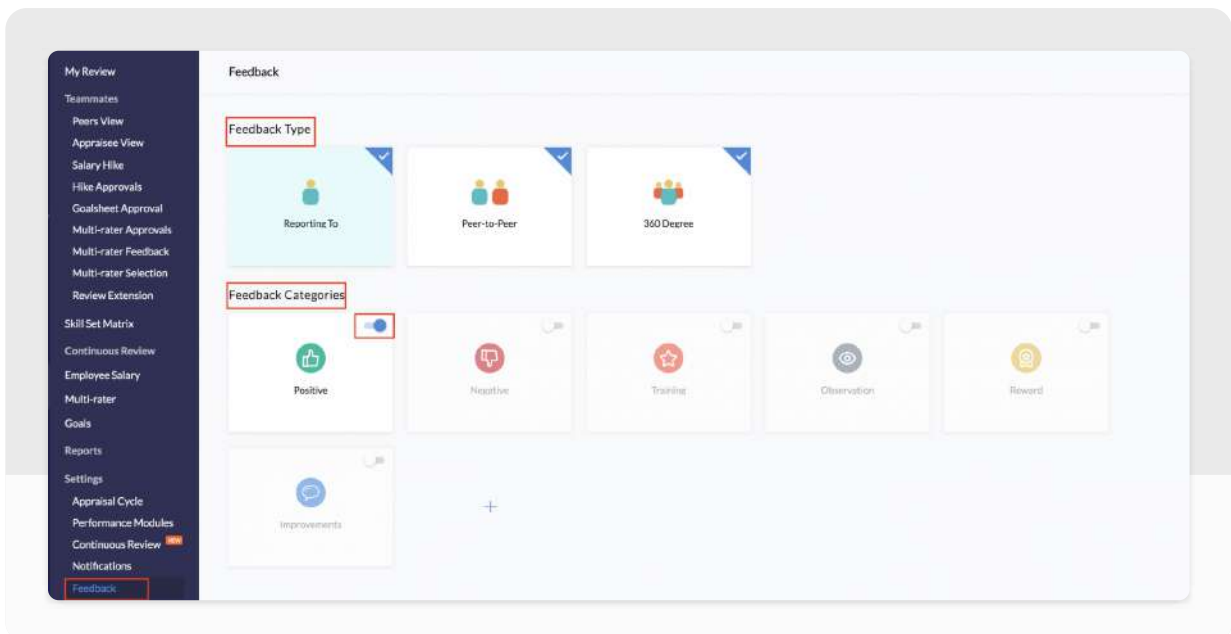 My Review
Teammates
Peers View
Appraisee View
Salary Hike
Hike Approvals
Goalsheet Approval
Multi-rater Approvals
Multi-rater Feedback
Multi-rater Selection
Review Extension
Skill Set Matrix
Continuous Review
Employee Salary
Multi-rater
Goals
Reports
Settings
Appraisal Cycle
Performance Modules
Continuous Review NEW
Notifications
Feedback
Feedback
Feedback Type
Reporting To
Peer-to-Peer
360 Degree
Feedback Categories
Positive
Negative
Training
Observation
Reward
Improvements